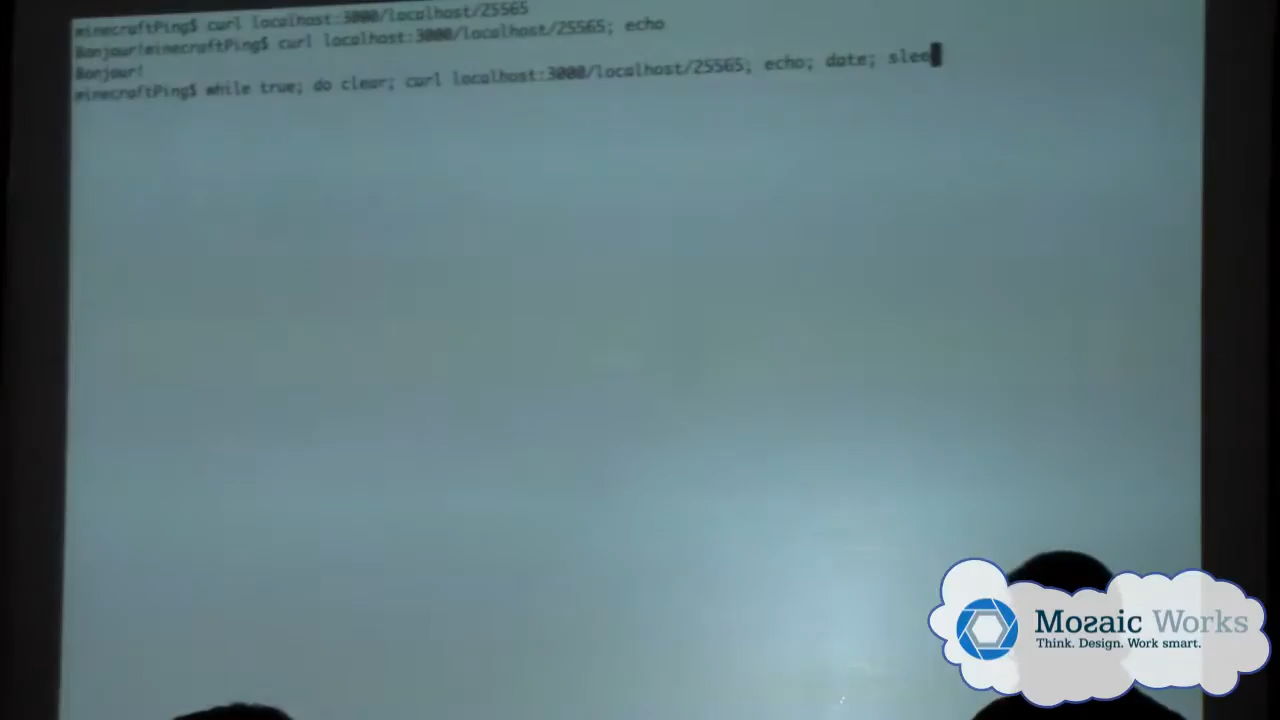 minecraftPing$ curl localhost:3000/localhost/25565
Bonjour!minecraftPing$ curl localhost:3000/localhost/25565; echo
Bonjour!
minecraftPing$ while true; do clear; curl localhost:3000/localhost/25565; echo; date; slee
Mosaic Works
Think. Design. Work smart.